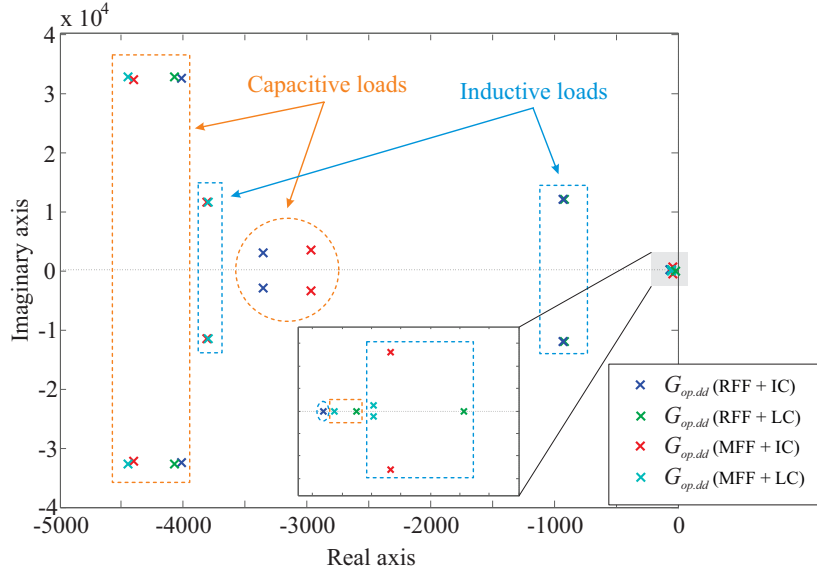 x 10⁴
4
3
2
1
0
-1
-2
-3
-4
-5000
-4000
-3000
-2000
-1000
0
Imaginary axis
Real axis
Capacitive loads
Inductive loads
G_op.dd (RFF + IC)
G_op.dd (RFF + LC)
G_op.dd (MFF + IC)
G_op.dd (MFF + LC)